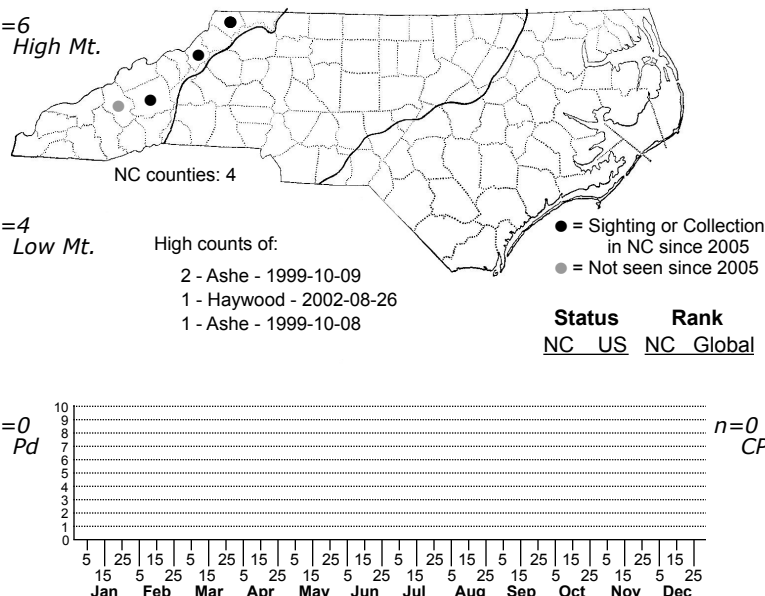 =6
High Mt.
NC counties: 4
=4
Low Mt.
High counts of:
2 - Ashe - 1999-10-09
1 - Haywood - 2002-08-26
1 - Ashe - 1999-10-08
= Sighting or Collection
in NC since 2005
= Not seen since 2005
Status Rank
NC US NC Global
=0
Pd
n=0
CP
10
9
8
7
6
5
4
3
2
1
0
5 25 15 5 25 15 5 25 15 5 25 15 5 25 15 5 25 15
15 5 25 15 5 25 15 5 25 15 5 25 15 5 25 15 5 25
Jan Feb Mar Apr May Jun Jul Aug Sep Oct Nov Dec